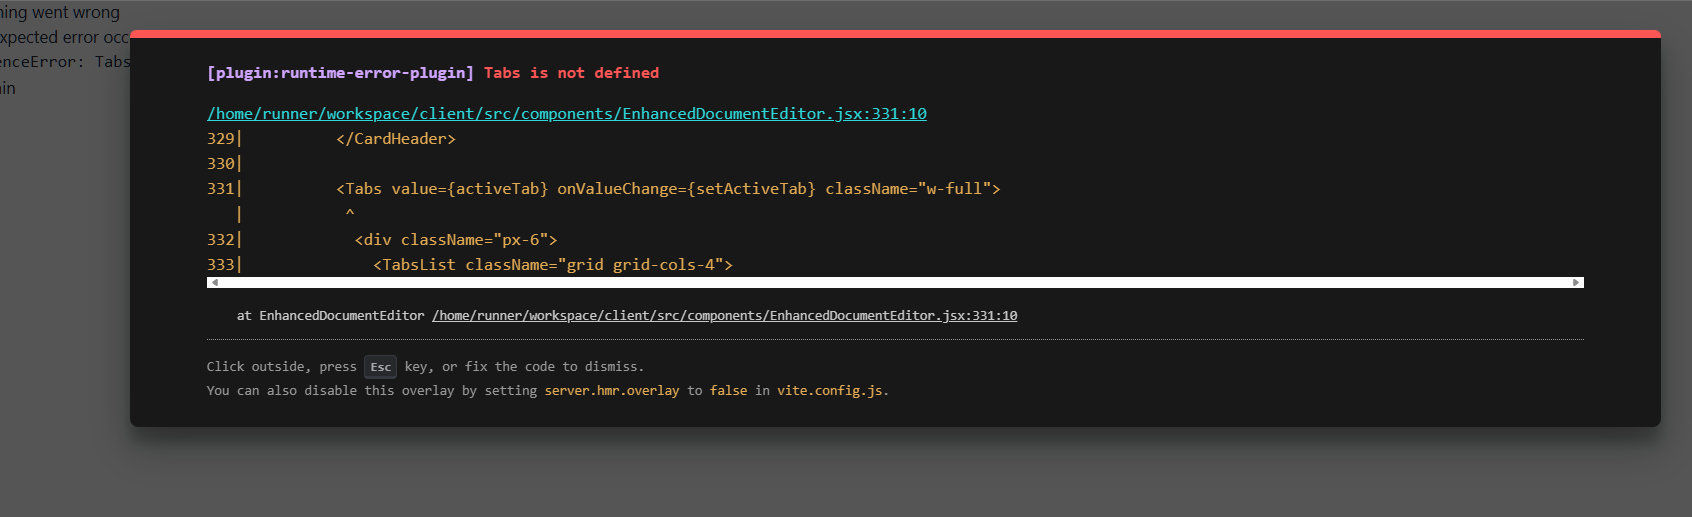 ning went wrong
xpected error occ
enceError: Tabs
in
[plugin:runtime-error-plugin] Tabs is not defined
/home/runner/workspace/client/src/components/EnhancedDocumentEditor.jsx:331:10
329|          </CardHeader>
330|
331|          <Tabs value={activeTab} onValueChange={setActiveTab} className="w-full">
   |           ^
332|            <div className="px-6">
333|              <TabsList className="grid grid-cols-4">
at EnhancedDocumentEditor /home/runner/workspace/client/src/components/EnhancedDocumentEditor.jsx:331:10
Click outside, press Esc key, or fix the code to dismiss.
You can also disable this overlay by setting server.hmr.overlay to false in vite.config.js.